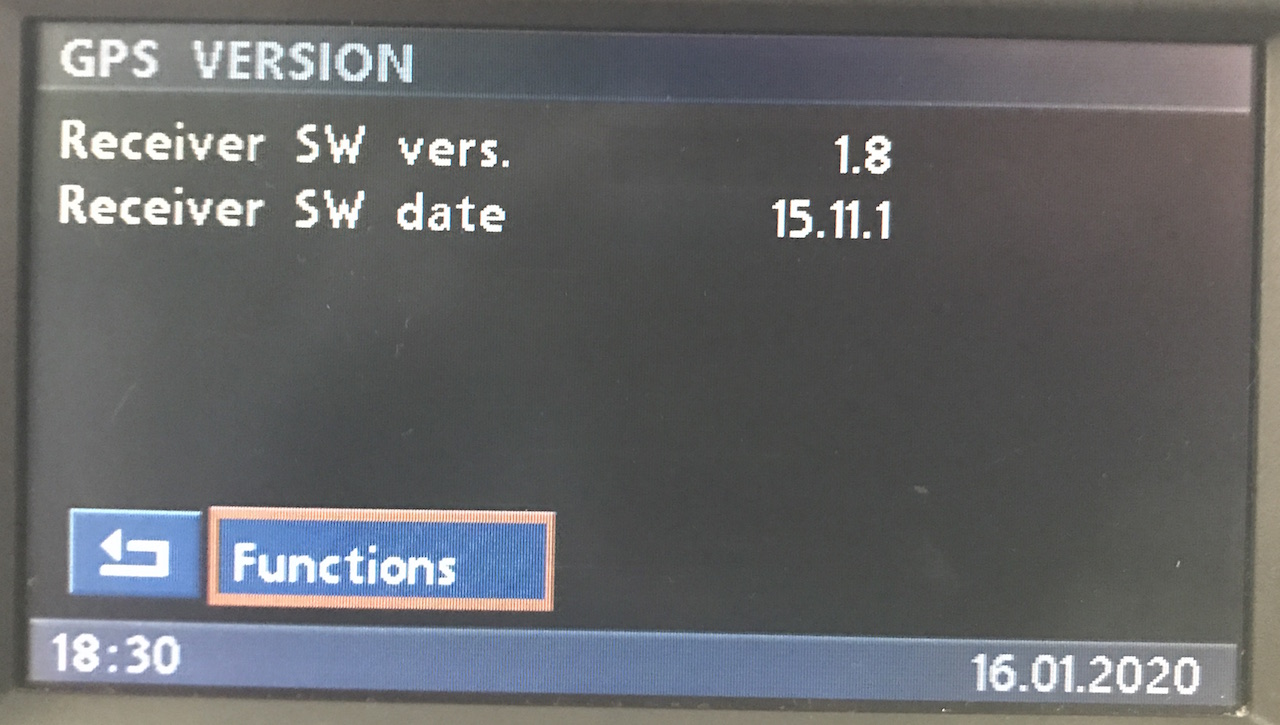 GPS VERSION
Receiver SW vers. 1.8
Receiver SW date 15.11.1
Functions
18:30 16.01.2020